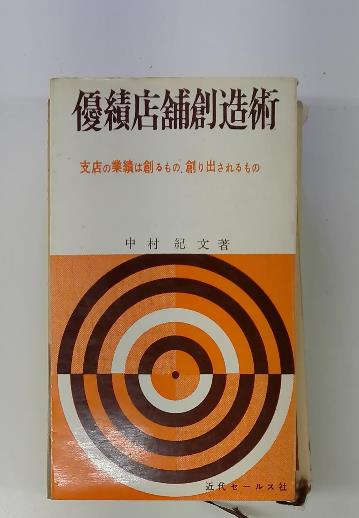 優績店舗創造術
支店の業績は創るもの、創り出されるもの
中村紀文著
近代セールス社